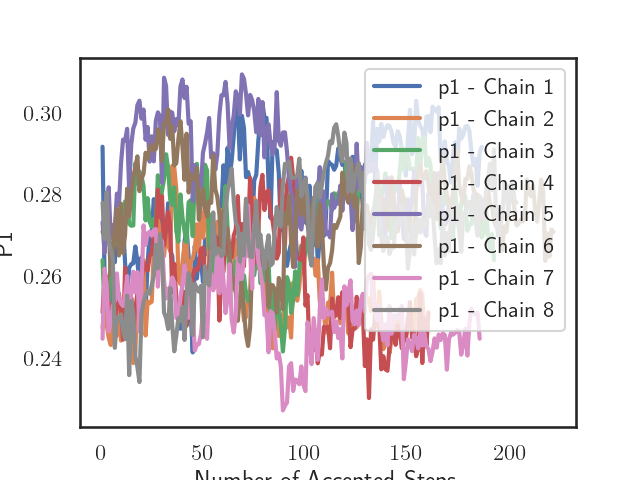 p1 - Chain 1
p1 - Chain 2
p1 - Chain 3
p1 - Chain 4
p1 - Chain 5
p1 - Chain 6
p1 - Chain 7
p1 - Chain 8
0.30
0.28
0.26
0.24
P1
0 50 100 150 200
Number of Accepted Steps